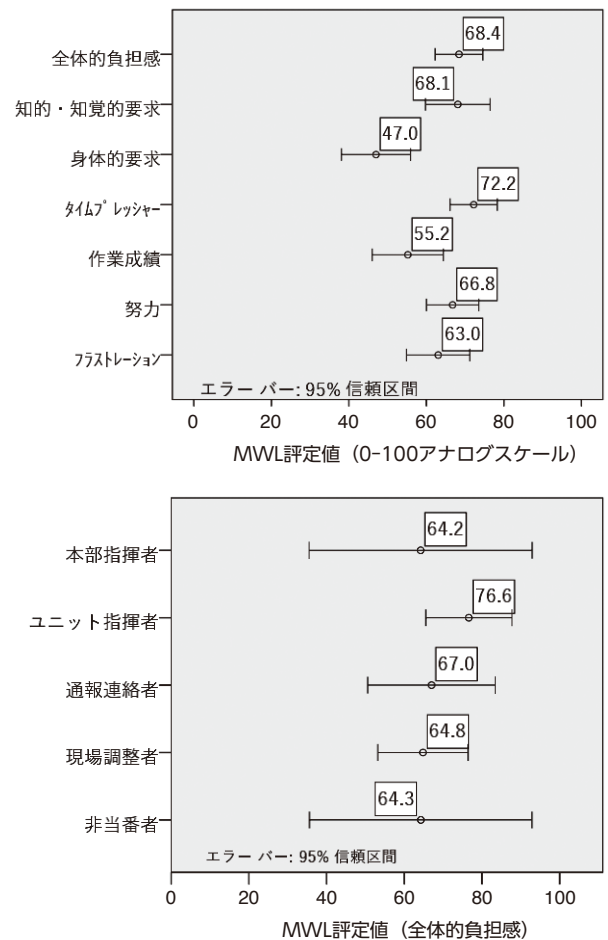 68.4
全体的負担感
68.1
知的・知覚的要求
47.0
身体的要求
72.2
ﾀｲﾑﾌﾟﾚｯｼｬｰ
55.2
作業成績
66.8
努力
63.0
ﾌﾗｽﾄﾚｰｼｮﾝ
エラー バー: 95% 信頼区間
0 20 40 60 80 100
MWL評定値（0-100アナログスケール）
64.2
本部指揮者
76.6
ユニット指揮者
67.0
通報連絡者
64.8
現場調整者
64.3
非当番者
エラー バー: 95% 信頼区間
0 20 40 60 80 100
MWL評定値（全体的負担感）